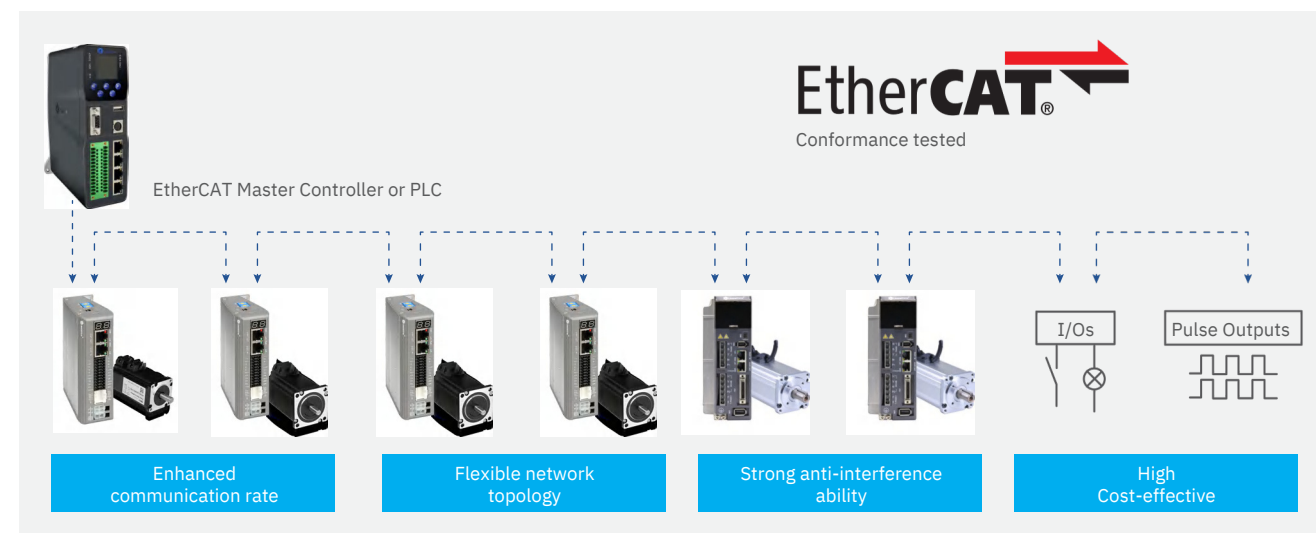 EtherCAT®
Conformance tested
EtherCAT Master Controller or PLC
I/Os
Pulse Outputs
Enhanced
communication rate
Flexible network
topology
Strong anti-interference
ability
High
Cost-effective